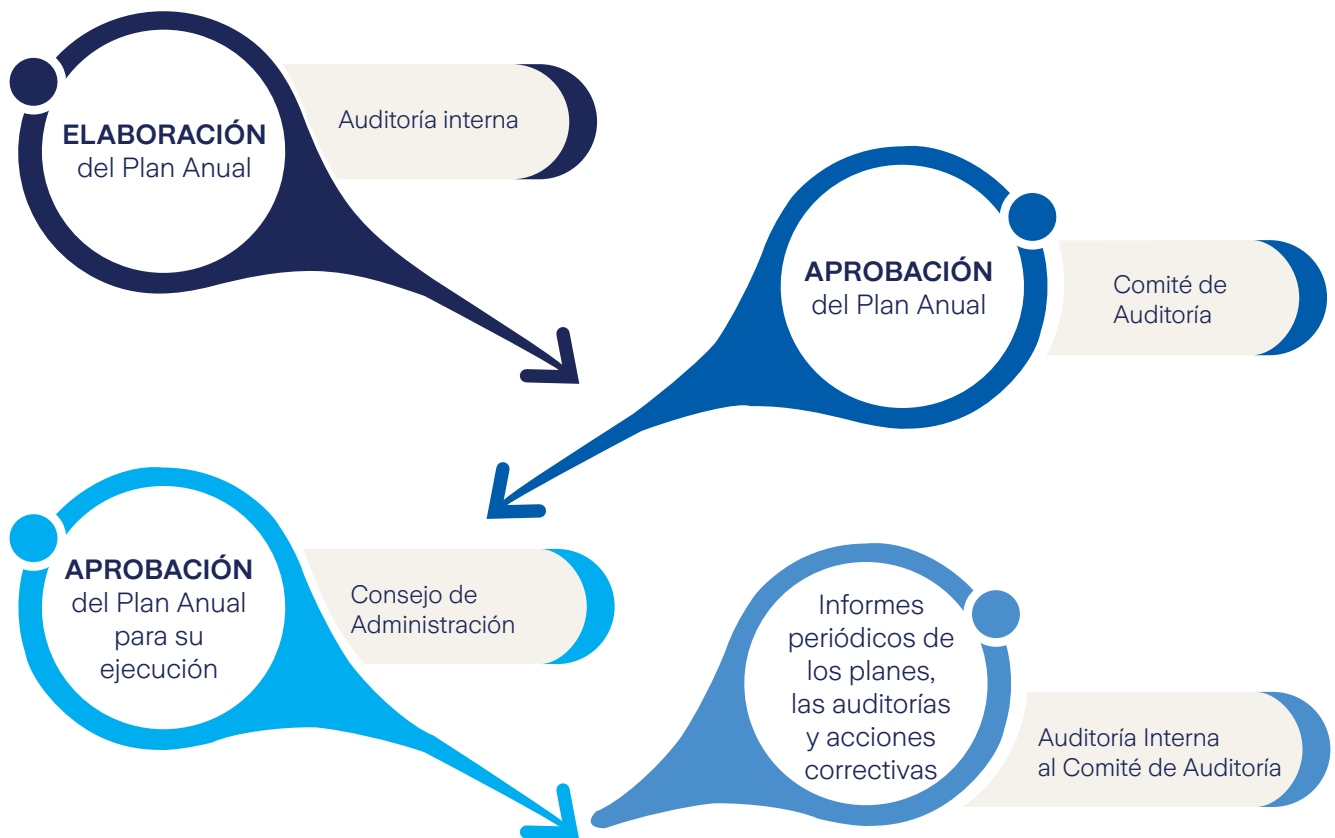 ELABORACIÓN
del Plan Anual
Auditoría interna
APROBACIÓN
del Plan Anual
Comité de
Auditoría
APROBACIÓN
del Plan Anual
para su
ejecución
Consejo de
Administración
Informes
periódicos de
los planes,
las auditorías
y acciones
correctivas
Auditoría Interna
al Comité de Auditoría